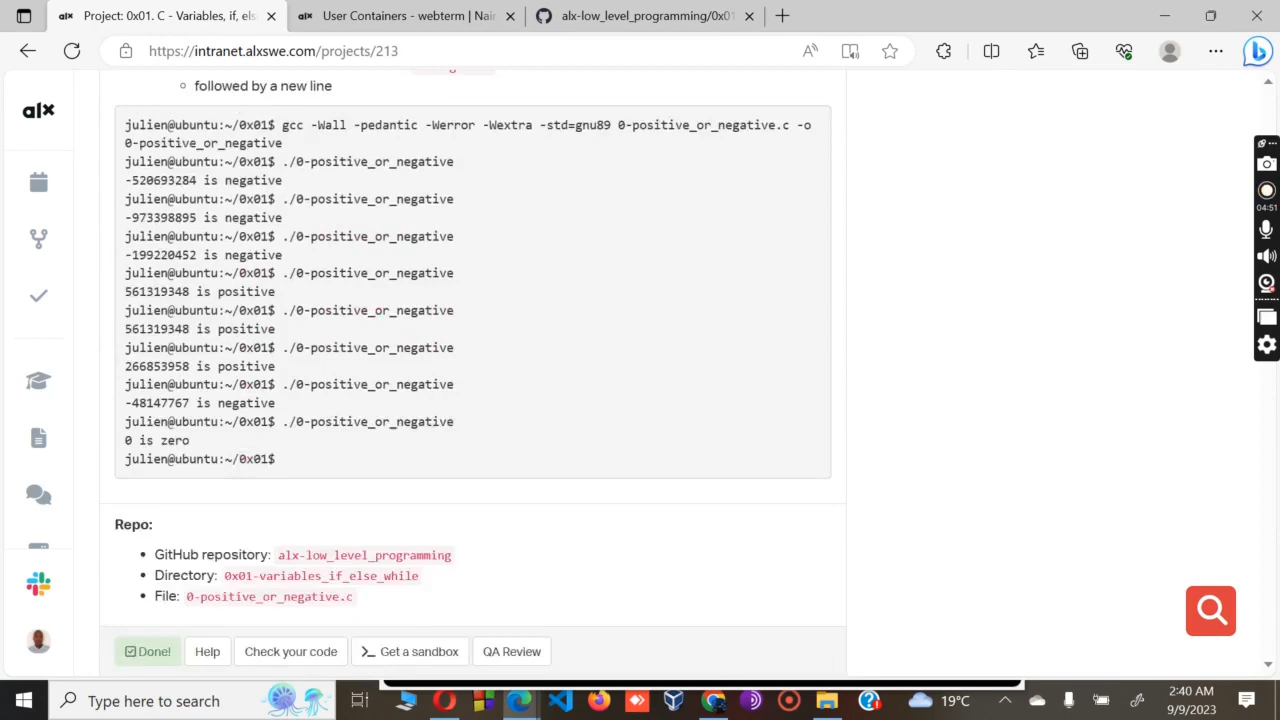 Project: 0x01. C - Variables, if, els
User Containers - webterm | Nair
alx-low_level_programming/0x01
https://intranet.alxswe.com/projects/213
alx
followed by a new line
julien@ubuntu:~/0x01$ gcc -Wall -pedantic -Werror -Wextra -std=gnu89 0-positive_or_negative.c -o
0-positive_or_negative
julien@ubuntu:~/0x01$ ./0-positive_or_negative
-520693284 is negative
julien@ubuntu:~/0x01$ ./0-positive_or_negative
-973398895 is negative
julien@ubuntu:~/0x01$ ./0-positive_or_negative
-199220452 is negative
julien@ubuntu:~/0x01$ ./0-positive_or_negative
561319348 is positive
julien@ubuntu:~/0x01$ ./0-positive_or_negative
561319348 is positive
julien@ubuntu:~/0x01$ ./0-positive_or_negative
266853958 is positive
julien@ubuntu:~/0x01$ ./0-positive_or_negative
-48147767 is negative
julien@ubuntu:~/0x01$ ./0-positive_or_negative
0 is zero
julien@ubuntu:~/0x01$
04:51
Repo:
GitHub repository: alx-low_level_programming
Directory: 0x01-variables_if_else_while
File: 0-positive_or_negative.c
Done! Help Check your code Get a sandbox QA Review
Type here to search
19°C
2:40 AM
9/9/2023